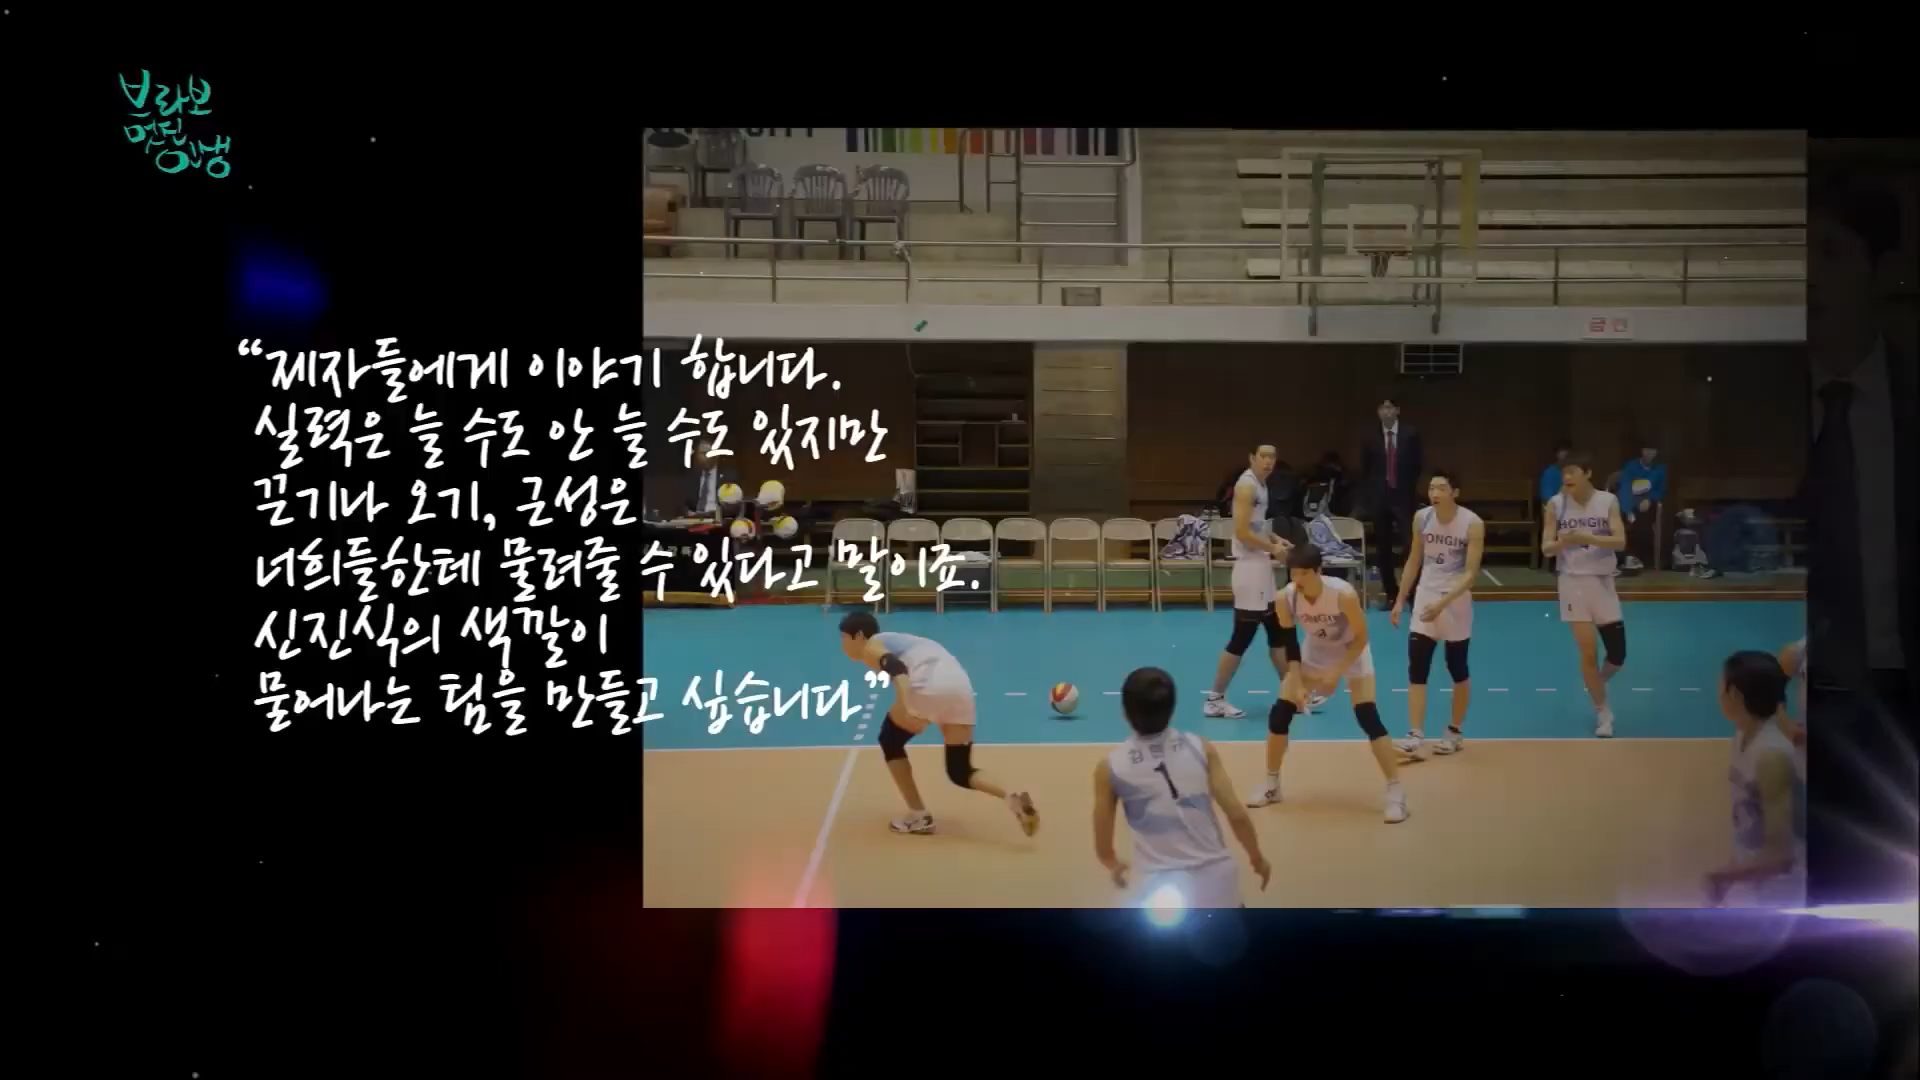 브라보
멋진
인생
"제자들에게 이야기 합니다.
실력은 늘 수도 안 늘 수도 있지만
끈기나 오기, 근성은
너희들한테 물려줄 수 있다고 말이죠.
신진식의 색깔이
묻어나는 팀을 만들고 싶습니다"
금연
HONGIK
ONGIK
6
1